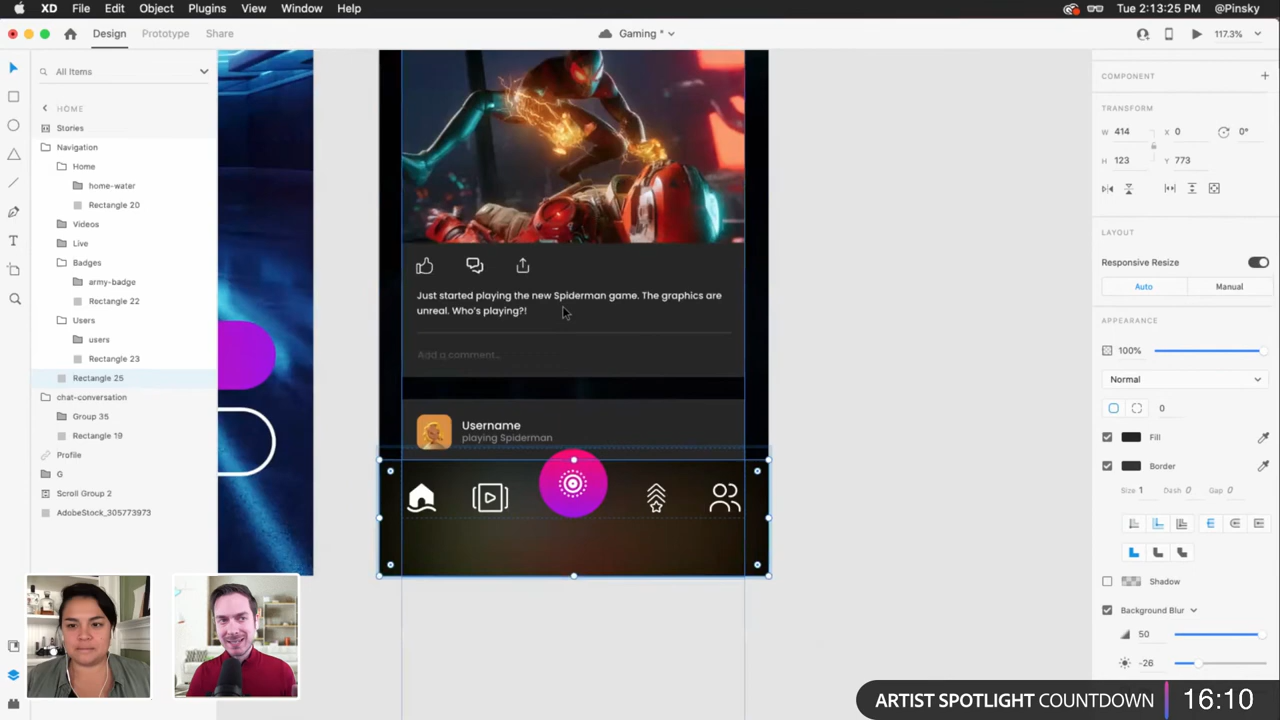 XD File Edit Object Plugins View Window Help
Tue 2:13:25 PM @Pinsky
Design Prototype Share
Gaming *
117.3%
All Items
HOME
Stories
Navigation
Home
home-water
Rectangle 20
Videos
Live
Badges
army-badge
Rectangle 22
Users
users
Rectangle 23
Rectangle 25
chat-conversation
Group 35
Rectangle 19
Profile
G
Scroll Group 2
AdobeStock_305773973
Just started playing the new Spiderman game. The graphics are
unreal. Who's playing?!
Add a comment...
Username
playing Spiderman
COMPONENT
TRANSFORM
W 414 X 0 0°
H 123 Y 773
LAYOUT
Responsive Resize
Auto Manual
APPEARANCE
100%
Normal
0
Fill
Border
Size 1 Dash 0 Gap 0
Shadow
Background Blur
50
-26
ARTIST SPOTLIGHT COUNTDOWN 16:10